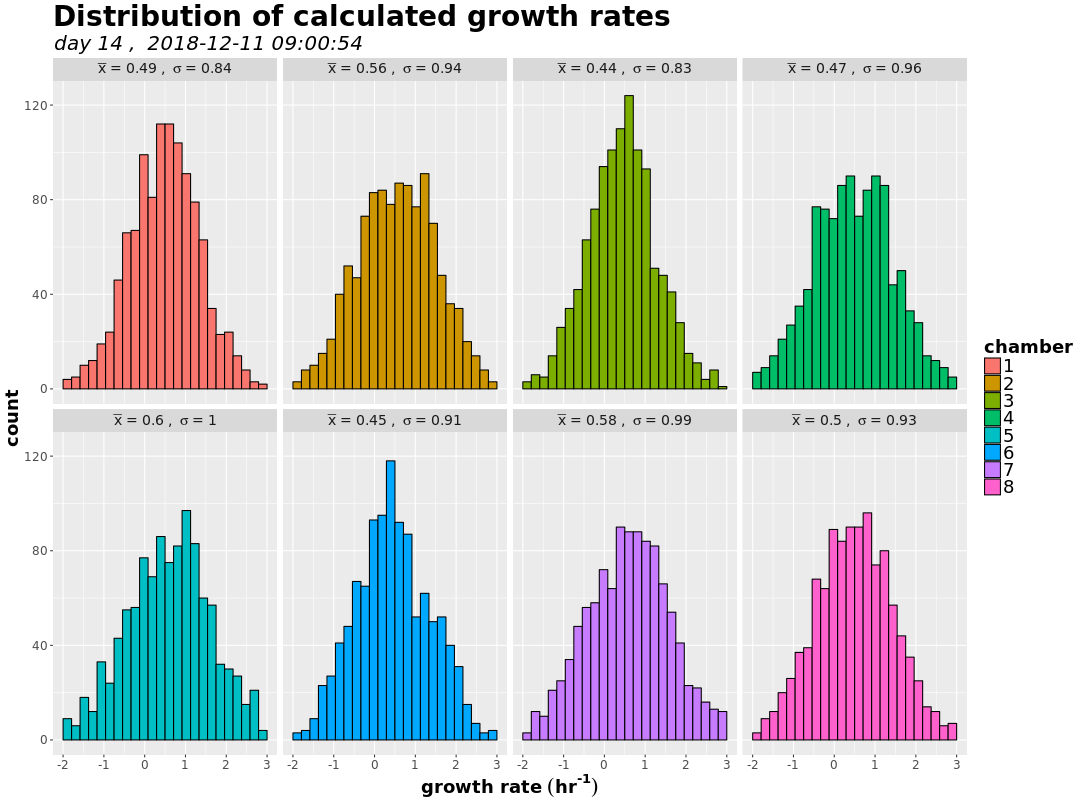 Distribution of calculated growth rates
day 14 ,  2018-12-11 09:00:54
x̅ = 0.49 ,  σ = 0.84
x̅ = 0.56 ,  σ = 0.94
x̅ = 0.44 ,  σ = 0.83
x̅ = 0.47 ,  σ = 0.96
120
80
40
0
x̅ = 0.6 ,  σ = 1
x̅ = 0.45 ,  σ = 0.91
x̅ = 0.58 ,  σ = 0.99
x̅ = 0.5 ,  σ = 0.93
120
80
40
0
-2 -1 0 1 2 3
-2 -1 0 1 2 3
-2 -1 0 1 2 3
-2 -1 0 1 2 3
count
growth rate (hr⁻¹)
chamber
1
2
3
4
5
6
7
8